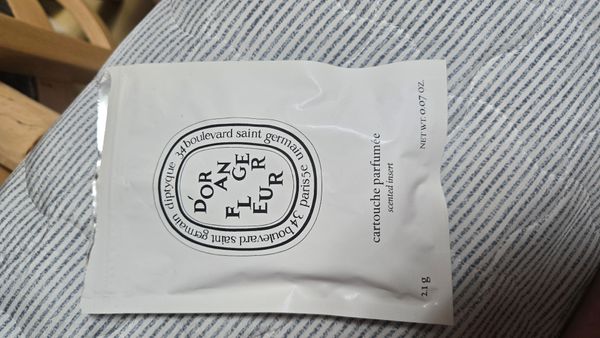 diptyque 34 boulevard saint germain paris5e 34 boulevard saint germain
D'OR
AN
FL GE
EUR R
cartouche parfumée
scented insert
2.1 g NET WT. 0.07 OZ.